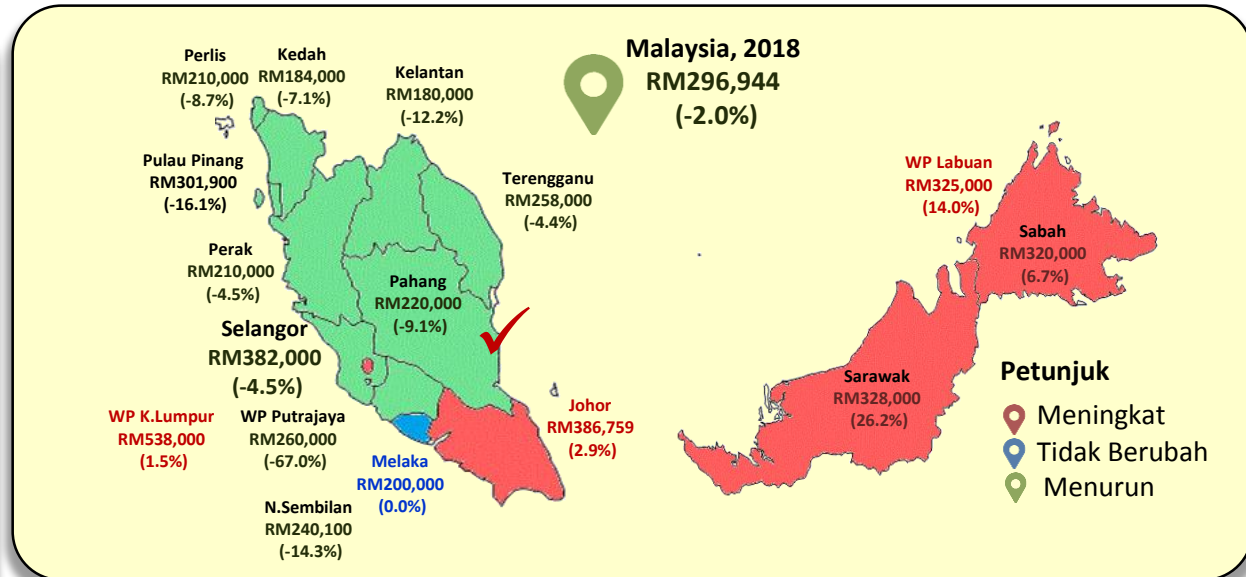 Malaysia, 2018
RM296,944
(-2.0%)
Perlis
RM210,000
(-8.7%)
Kedah
RM184,000
(-7.1%)
Kelantan
RM180,000
(-12.2%)
Pulau Pinang
RM301,900
(-16.1%)
Terengganu
RM258,000
(-4.4%)
WP Labuan
RM325,000
(14.0%)
Sabah
RM320,000
(6.7%)
Perak
RM210,000
(-4.5%)
Pahang
RM220,000
(-9.1%)
Selangor
RM382,000
(-4.5%)
Sarawak
RM328,000
(26.2%)
WP K.Lumpur
RM538,000
(1.5%)
WP Putrajaya
RM260,000
(-67.0%)
Melaka
RM200,000
(0.0%)
Johor
RM386,759
(2.9%)
N.Sembilan
RM240,100
(-14.3%)
Petunjuk
Meningkat
Tidak Berubah
Menurun